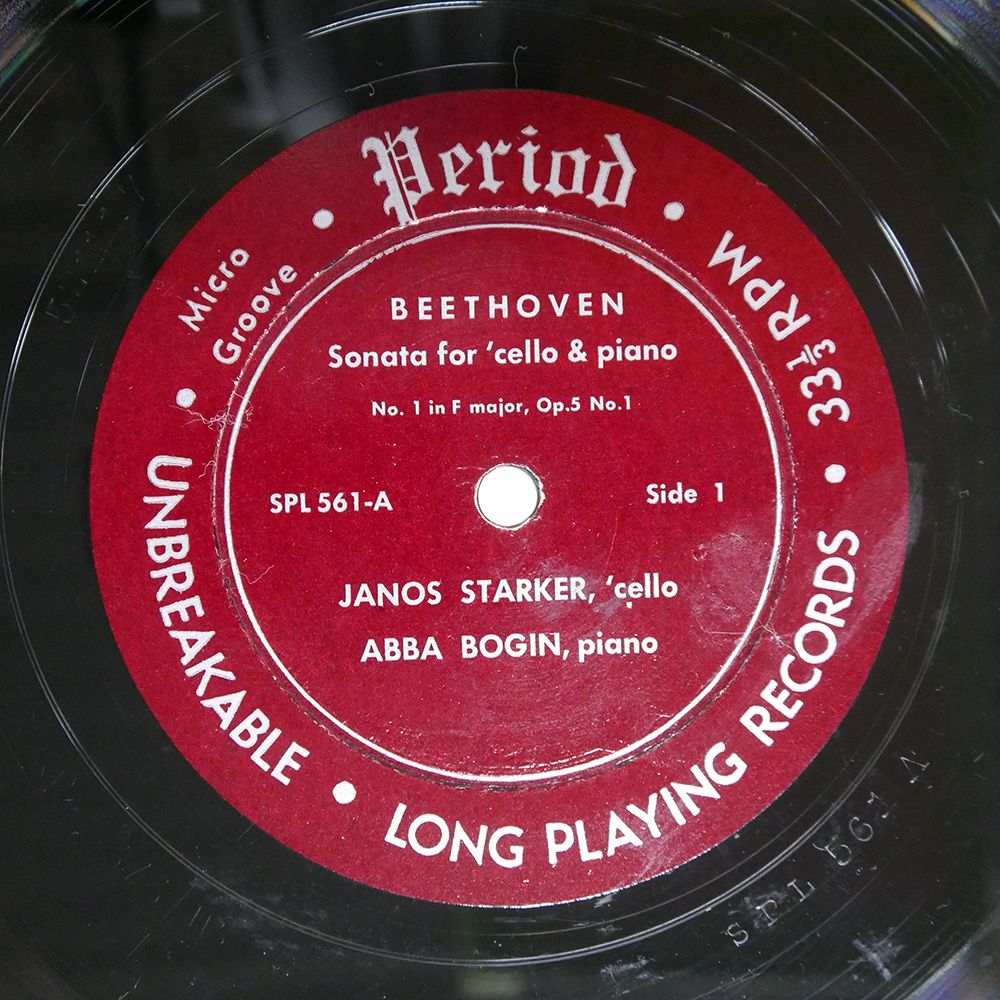 Period
33⅓ RPM
Micro
Groove
BEETHOVEN
Sonata for 'cello & piano
No. 1 in F major, Op.5 No.1
SPL 561-A
Side 1
JANOS STARKER, 'cello
ABBA BOGIN, piano
UNBREAKABLE
LONG PLAYING RECORDS
SPL 561 A